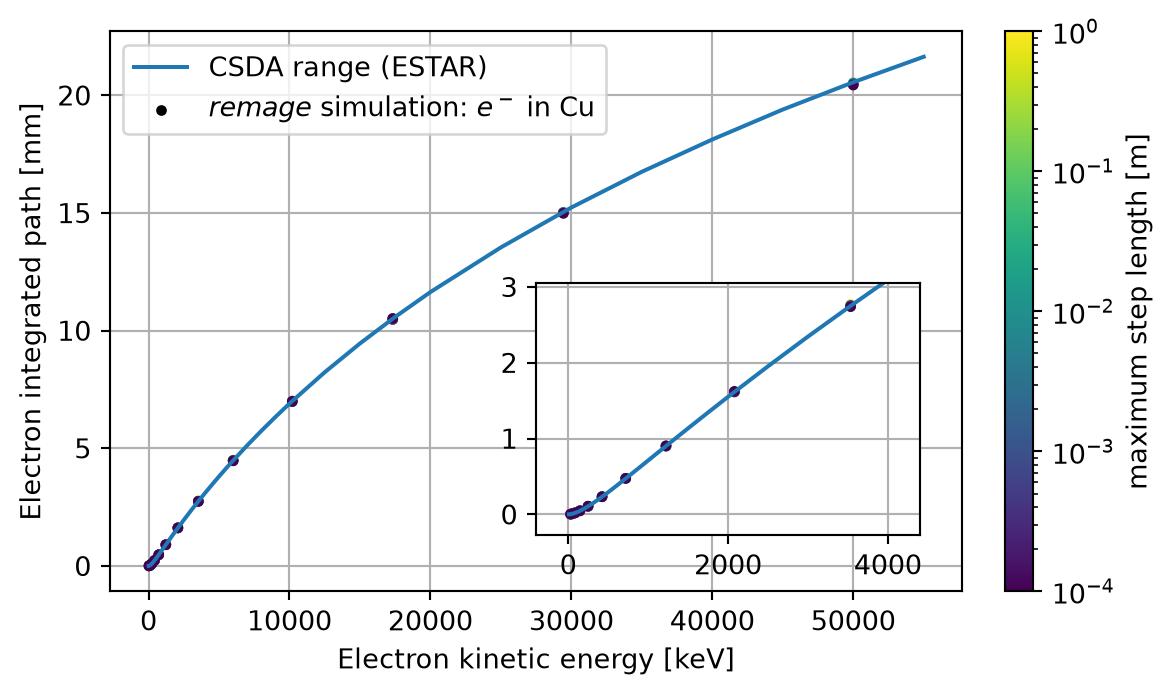 CSDA range (ESTAR)
remage simulation: e⁻ in Cu
Electron integrated path [mm]
20
15
10
5
0
0 10000 20000 30000 40000 50000
Electron kinetic energy [keV]
3
2
1
0
0 2000 4000
10⁰
10⁻¹
10⁻²
10⁻³
10⁻⁴
maximum step length [m]